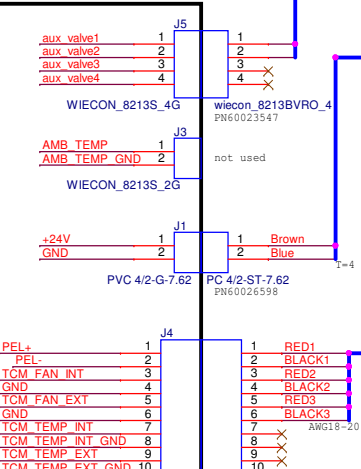 J5
aux_valve1 1 1
aux_valve2 2 2
aux_valve3 3 3
aux_valve4 4 4
WIECON_8213S_4G wiecon_8213BVRO_4
PN60023547
J3
AMB_TEMP 1
AMB_TEMP_GND 2 not used
WIECON_8213S_2G
J1
+24V 1 1 Brown
GND 2 2 Blue
T=4
PVC 4/2-G-7.62 PC 4/2-ST-7.62
PN60026598
J4
PEL+ 1 1 RED1
PEL- 2 2 BLACK1
TCM_FAN_INT 3 3 RED2
GND 4 4 BLACK2
TCM_FAN_EXT 5 5 RED3
GND 6 6 BLACK3
TCM_TEMP_INT 7 7 AWG18-20
TCM_TEMP_INT_GND 8 8
TCM_TEMP_EXT 9 9
TCM_TEMP_EXT_GND 10 10